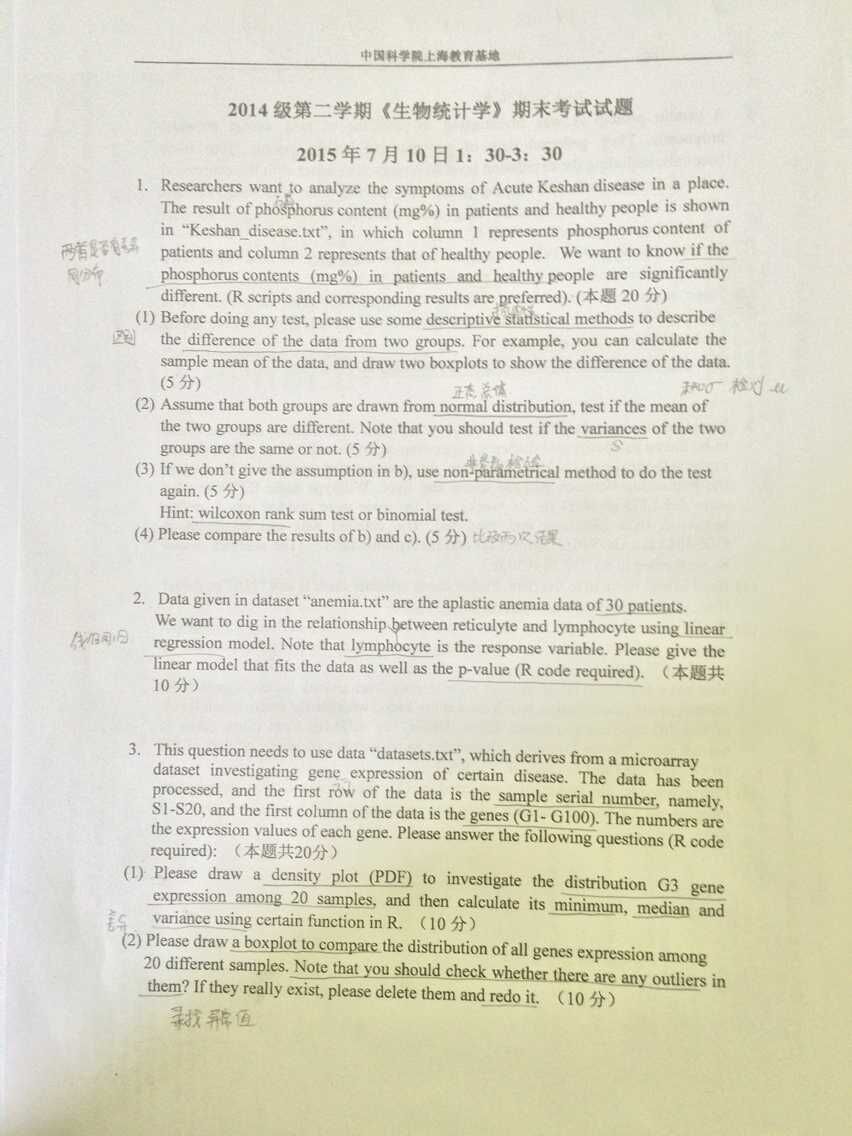 中国科学院上海教育基地
2014 级第二学期《生物统计学》期末考试试题
2015 年 7 月 10 日 1：30-3：30
1. Researchers want to analyze the symptoms of Acute Keshan disease in a place.
The result of phosphorus content (mg%) in patients and healthy people is shown
in “Keshan_disease.txt”, in which column 1 represents phosphorus content of
patients and column 2 represents that of healthy people. We want to know if the
phosphorus contents (mg%) in patients and healthy people are significantly
different. (R scripts and corresponding results are preferred). (本题 20 分)
(1) Before doing any test, please use some descriptive statistical methods to describe
the difference of the data from two groups. For example, you can calculate the
sample mean of the data, and draw two boxplots to show the difference of the data.
(5 分)
正态总体
(2) Assume that both groups are drawn from normal distribution, test if the mean of
the two groups are different. Note that you should test if the variances of the two
groups are the same or not. (5 分)
S
非参数检验
(3) If we don’t give the assumption in b), use non-parametrical method to do the test
again. (5 分)
Hint: wilcoxon rank sum test or binomial test.
(4) Please compare the results of b) and c). (5 分) 比较两次结果
2. Data given in dataset “anemia.txt” are the aplastic anemia data of 30 patients.
We want to dig in the relationship between reticulyte and lymphocyte using linear
线性回归
regression model. Note that lymphocyte is the response variable. Please give the
linear model that fits the data as well as the p-value (R code required). （本题共
10 分）
3. This question needs to use data “datasets.txt”, which derives from a microarray
dataset investigating gene expression of certain disease. The data has been
processed, and the first row of the data is the sample serial number, namely,
S1-S20, and the first column of the data is the genes (G1- G100). The numbers are
the expression values of each gene. Please answer the following questions (R code
required): （本题共20分）
(1) Please draw a density plot (PDF) to investigate the distribution G3 gene
expression among 20 samples, and then calculate its minimum, median and
variance using certain function in R. （10 分）
(2) Please draw a boxplot to compare the distribution of all genes expression among
20 different samples. Note that you should check whether there are any outliers in
them? If they really exist, please delete them and redo it. （10 分）
寻找异常值